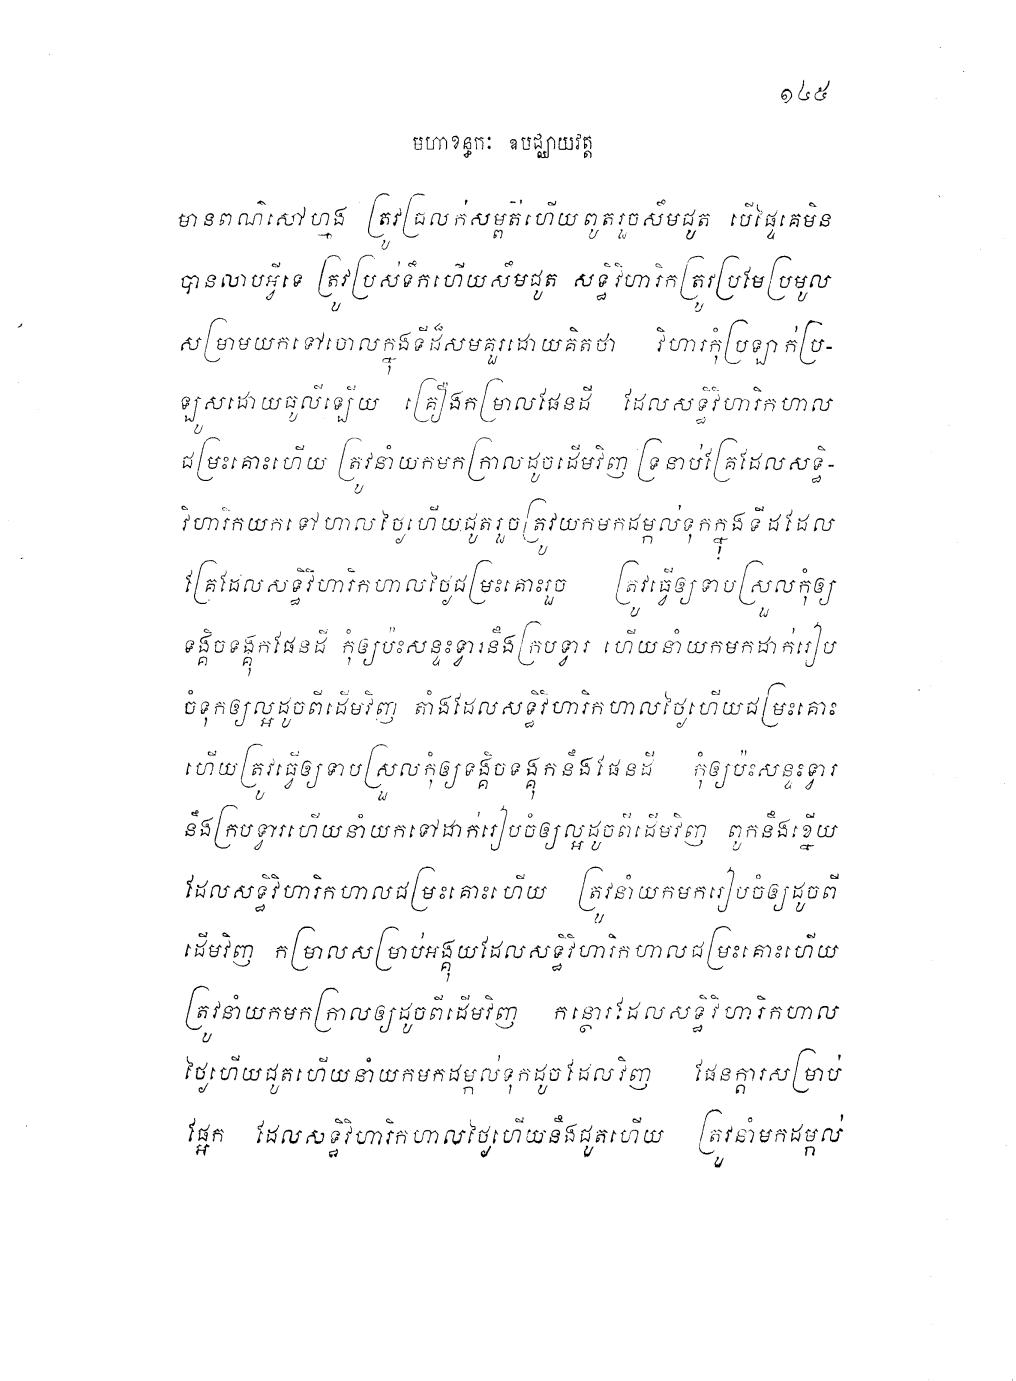 ១៤៥
មហាខន្ធកៈ ឧបជ្ឈាយវត្ត
មានពណ៌សៅហ្មង ត្រូវជ្រលក់សម្ពត់ហើយពូតរួចសឹមជូត បើផ្ទៃគេមិន
បានលាបអ្វីទេ ត្រូវប្រស់ទឹកហើយសឹមជូត សទ្ធិវិហារិកត្រូវប្រមែប្រមូល
សម្រាមយកទៅចោលក្នុងទីដ៏សមគួរដោយគិតថា វិហារកុំប្រឡាក់ប្រ-
ឡូសដោយធូលីឡើយ គ្រឿងកម្រាលផែនដី ដែលសទ្ធិវិហារិកហាល
ជម្រះគោះហើយ ត្រូវនាំយកមកក្រាលដូចដើមវិញ ទ្រនាប់គ្រែដែលសទ្ធិ-
វិហារិកយកទៅហាលថ្ងៃហើយជូតរួចត្រូវយកមកដម្កល់ទុកក្នុងទីដដែល
គ្រែដែលសទ្ធិវិហារិកហាលថ្ងៃជម្រះគោះរួច ត្រូវធ្វើឲ្យទាបស្រួលកុំឲ្យ
ទង្គិចទង្គុកផែនដី កុំឲ្យប៉ះសន្ទះទ្វារនឹងក្របទ្វារ ហើយនាំយកមកដាក់រៀប
ចំទុកឲ្យល្អដូចពីដើមវិញ តាំងដែលសទ្ធិវិហារិកហាលថ្ងៃហើយជម្រះគោះ
ហើយត្រូវធ្វើឲ្យទាបស្រួលកុំឲ្យទង្គិចទង្គុកនឹងផែនដី កុំឲ្យប៉ះសន្ទះទ្វារ
នឹងក្របទ្វារហើយនាំយកទៅដាក់រៀបចំឲ្យល្អដូចពីដើមវិញ ពូកនឹងខ្នើយ
ដែលសទ្ធិវិហារិកហាលជម្រះគោះហើយ ត្រូវនាំយកមករៀបចំឲ្យដូចពី
ដើមវិញ កម្រាលសម្រាប់អង្គុយដែលសទ្ធិវិហារិកហាលជម្រះគោះហើយ
ត្រូវនាំយកមកក្រាលឲ្យដូចពីដើមវិញ កន្ថោរដែលសទ្ធិវិហារិកហាល
ថ្ងៃហើយជូតហើយនាំយកមកដម្កល់ទុកដូចដែលវិញ ផែនក្តារសម្រាប់
ផ្អែក ដែលសទ្ធិវិហារិកហាលថ្ងៃហើយនឹងជូតហើយ ត្រូវនាំមកដម្កល់